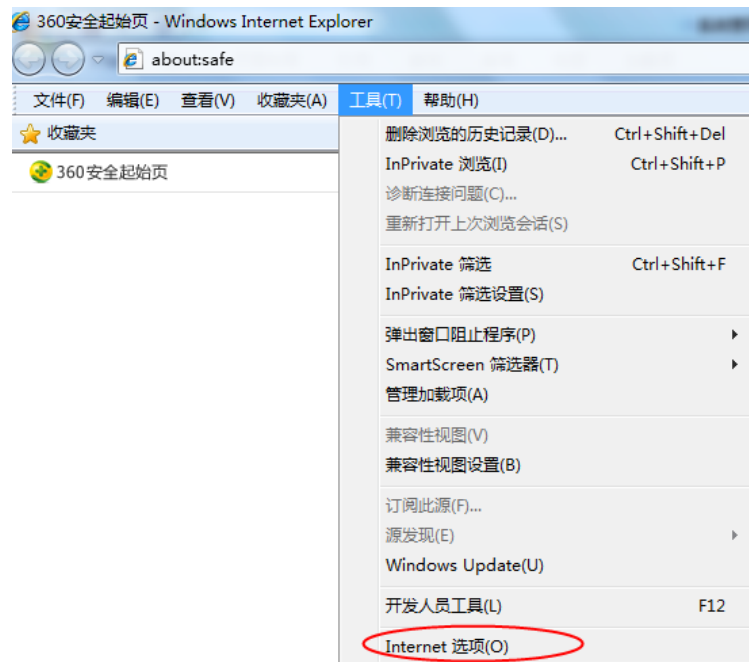 360安全起始页 - Windows Internet Explorer
about:safe
文件(F) 编辑(E) 查看(V) 收藏夹(A) 工具(T) 帮助(H)
收藏夹
360安全起始页
删除浏览的历史记录(D)... Ctrl+Shift+Del
InPrivate 浏览(I) Ctrl+Shift+P
诊断连接问题(C)...
重新打开上次浏览会话(S)
InPrivate 筛选 Ctrl+Shift+F
InPrivate 筛选设置(S)
弹出窗口阻止程序(P)
SmartScreen 筛选器(T)
管理加载项(A)
兼容性视图(V)
兼容性视图设置(B)
订阅此源(F)...
源发现(E)
Windows Update(U)
开发人员工具(L) F12
Internet 选项(O)